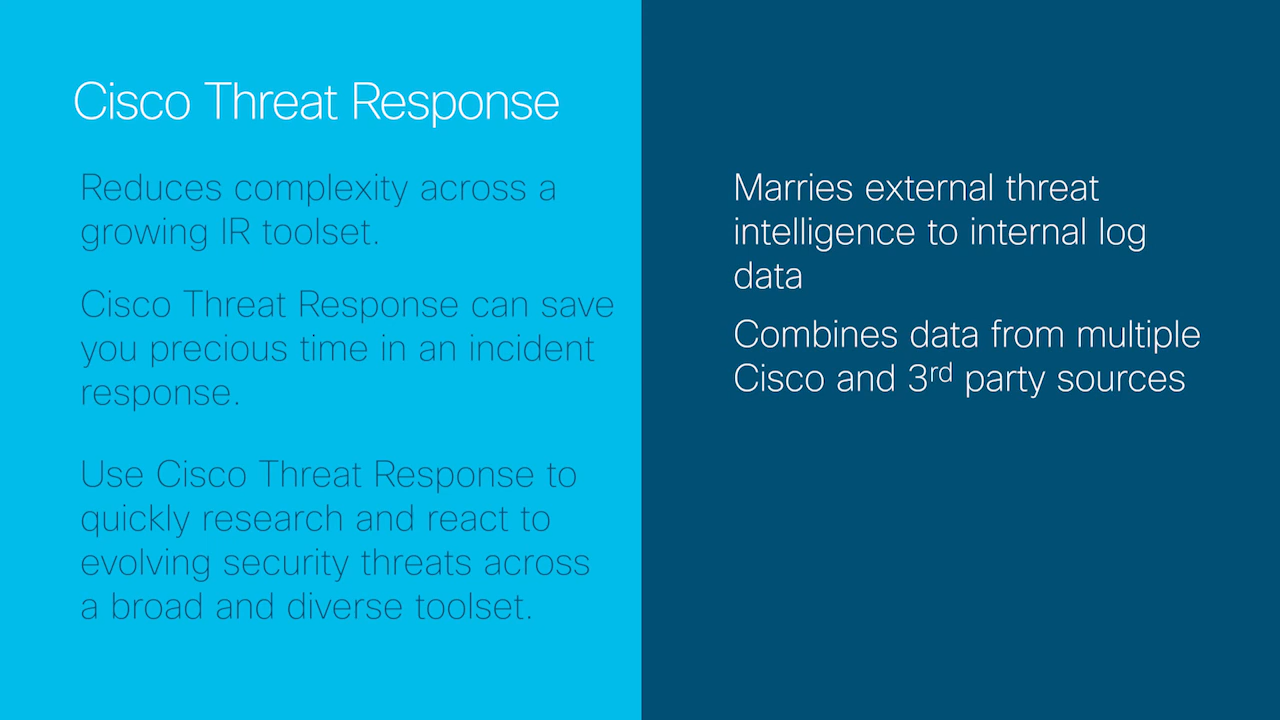 Cisco Threat Response
Reduces complexity across a
growing IR toolset.
Cisco Threat Response can save
you precious time in an incident
response.
Use Cisco Threat Response to
quickly research and react to
evolving security threats across
a broad and diverse toolset.
Marries external threat
intelligence to internal log
data
Combines data from multiple
Cisco and 3rd party sources